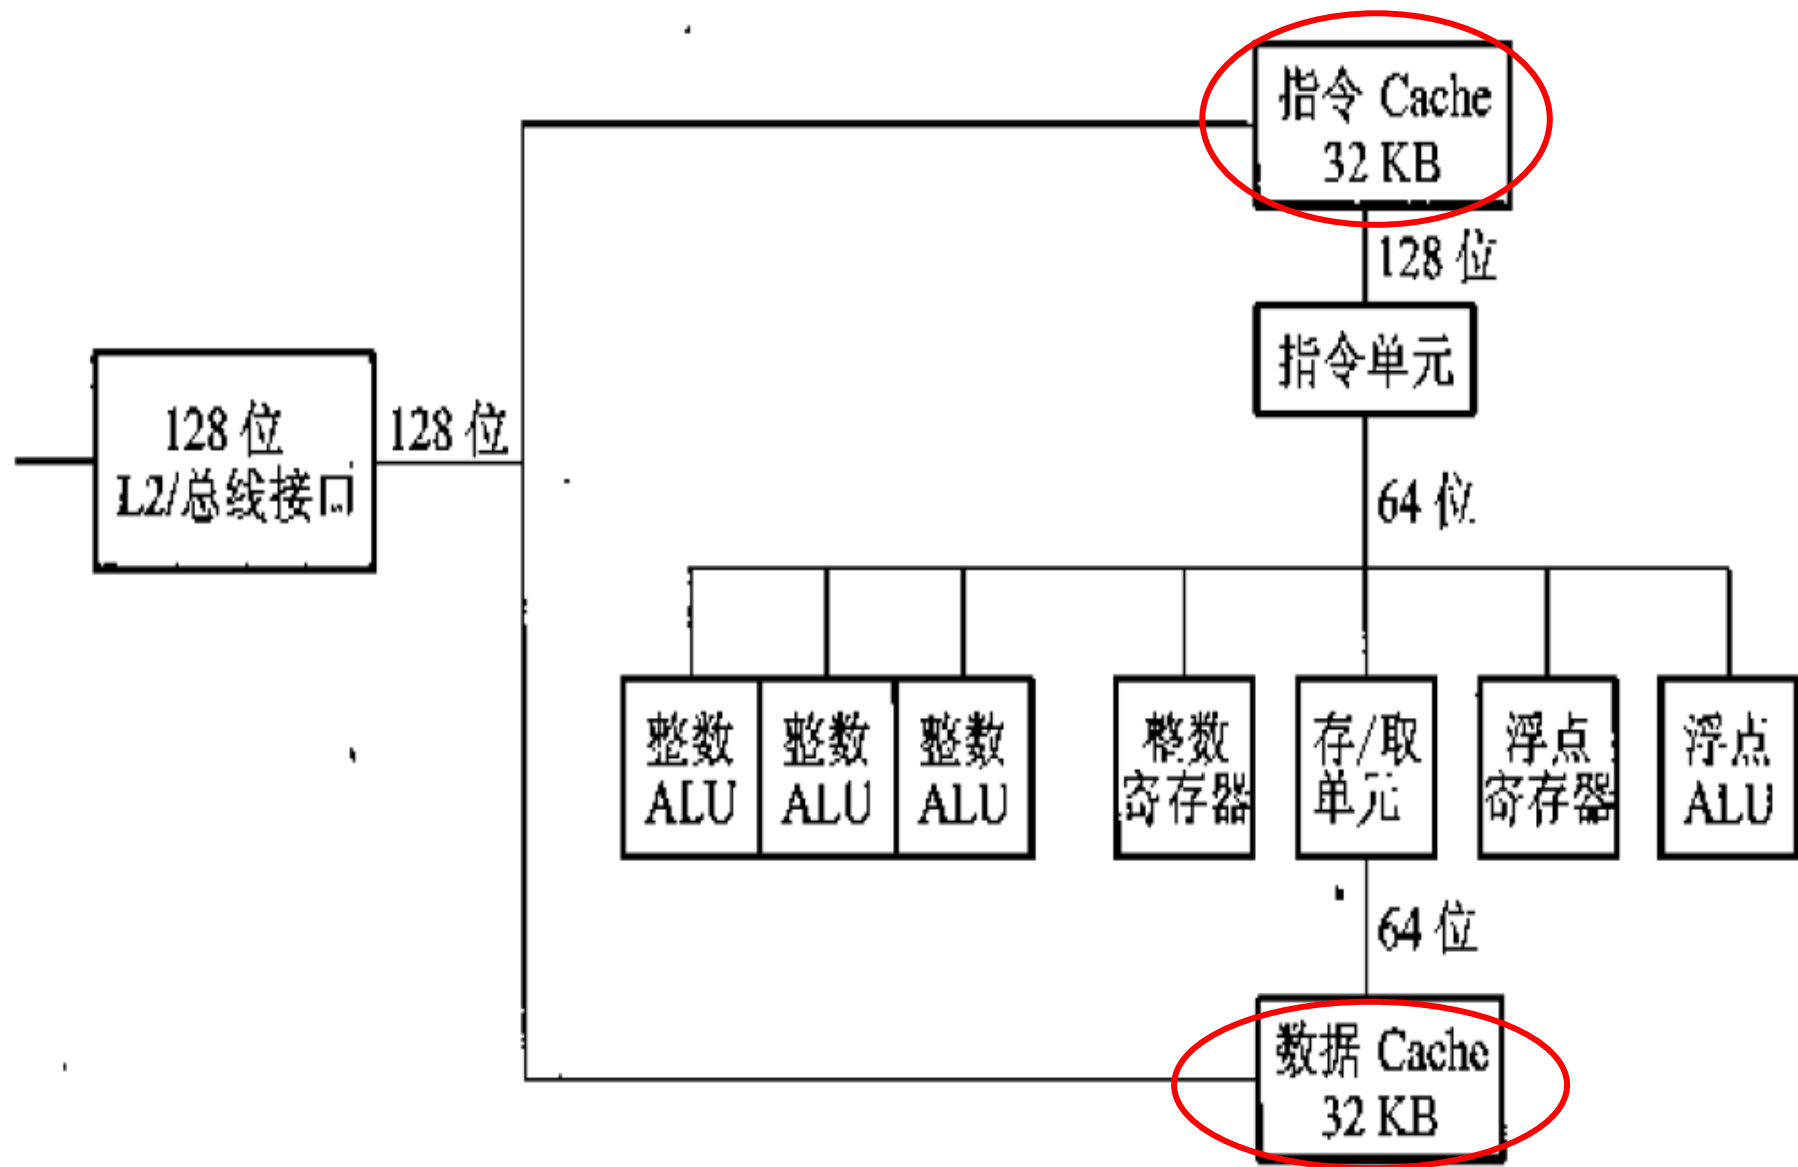 指令 Cache
32 KB
128 位
指令单元
128 位
L2/总线接口
128 位
64 位
整数
ALU
整数
ALU
整数
ALU
整数
寄存器
存/取
单元
浮点
寄存器
浮点
ALU
64 位
数据 Cache
32 KB